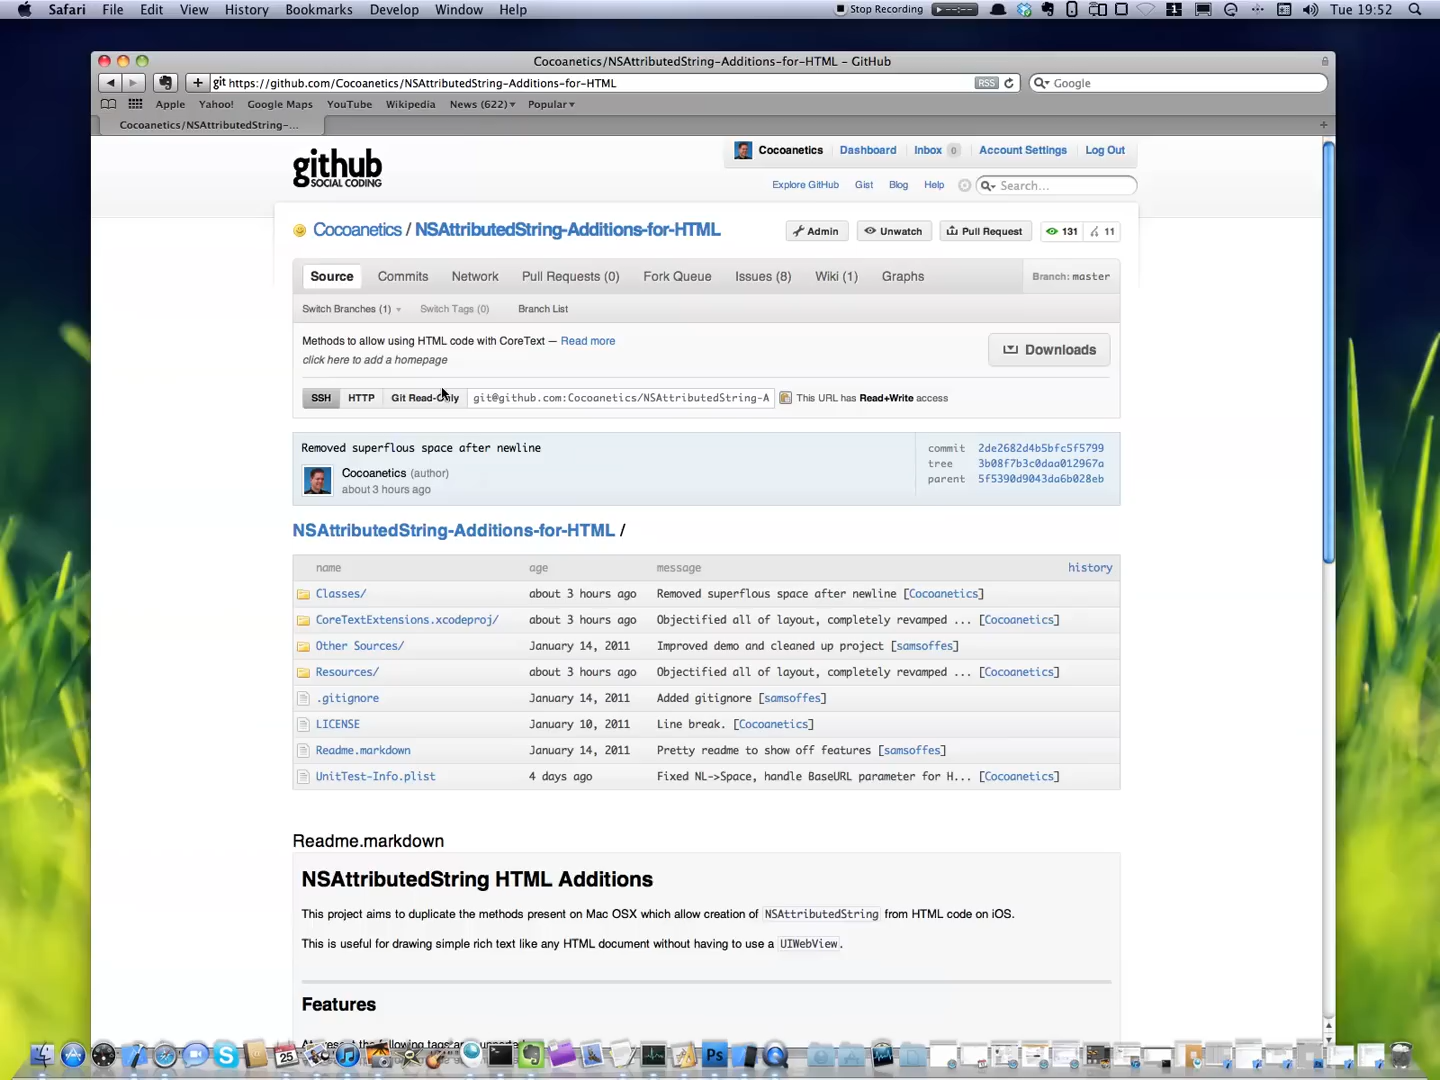 Safari File Edit View History Bookmarks Develop Window Help Stop Recording Tue 19:52
Cocoanetics/NSAttributedString-Additions-for-HTML – GitHub
git https://github.com/Cocoanetics/NSAttributedString-Additions-for-HTML RSS Google
Apple Yahoo! Google Maps YouTube Wikipedia News (622) Popular
Cocoanetics/NSAttributedString-...
github
SOCIAL CODING
Cocoanetics Dashboard Inbox 0 Account Settings Log Out
Explore GitHub Gist Blog Help Search...
Cocoanetics / NSAttributedString-Additions-for-HTML Admin Unwatch Pull Request 131 11
Source Commits Network Pull Requests (0) Fork Queue Issues (8) Wiki (1) Graphs Branch: master
Switch Branches (1) Switch Tags (0) Branch List
Methods to allow using HTML code with CoreText — Read more
click here to add a homepage
Downloads
SSH HTTP Git Read-Only git@github.com:Cocoanetics/NSAttributedString-A This URL has Read+Write access
Removed superflous space after newline
Cocoanetics (author)
about 3 hours ago
commit 2de2682d4b5bfc5f5799
tree 3b08f7b3c0daa012967a
parent 5f5390d9043da6b028eb
NSAttributedString-Additions-for-HTML /
name age message history
Classes/ about 3 hours ago Removed superflous space after newline [Cocoanetics]
CoreTextExtensions.xcodeproj/ about 3 hours ago Objectified all of layout, completely revamped ... [Cocoanetics]
Other Sources/ January 14, 2011 Improved demo and cleaned up project [samsoffes]
Resources/ about 3 hours ago Objectified all of layout, completely revamped ... [Cocoanetics]
.gitignore January 14, 2011 Added gitignore [samsoffes]
LICENSE January 10, 2011 Line break. [Cocoanetics]
Readme.markdown January 14, 2011 Pretty readme to show off features [samsoffes]
UnitTest-Info.plist 4 days ago Fixed NL->Space, handle BaseURL parameter for H... [Cocoanetics]
Readme.markdown
NSAttributedString HTML Additions
This project aims to duplicate the methods present on Mac OSX which allow creation of NSAttributedString from HTML code on iOS.
This is useful for drawing simple rich text like any HTML document without having to use a UIWebView.
Features
25
Ps